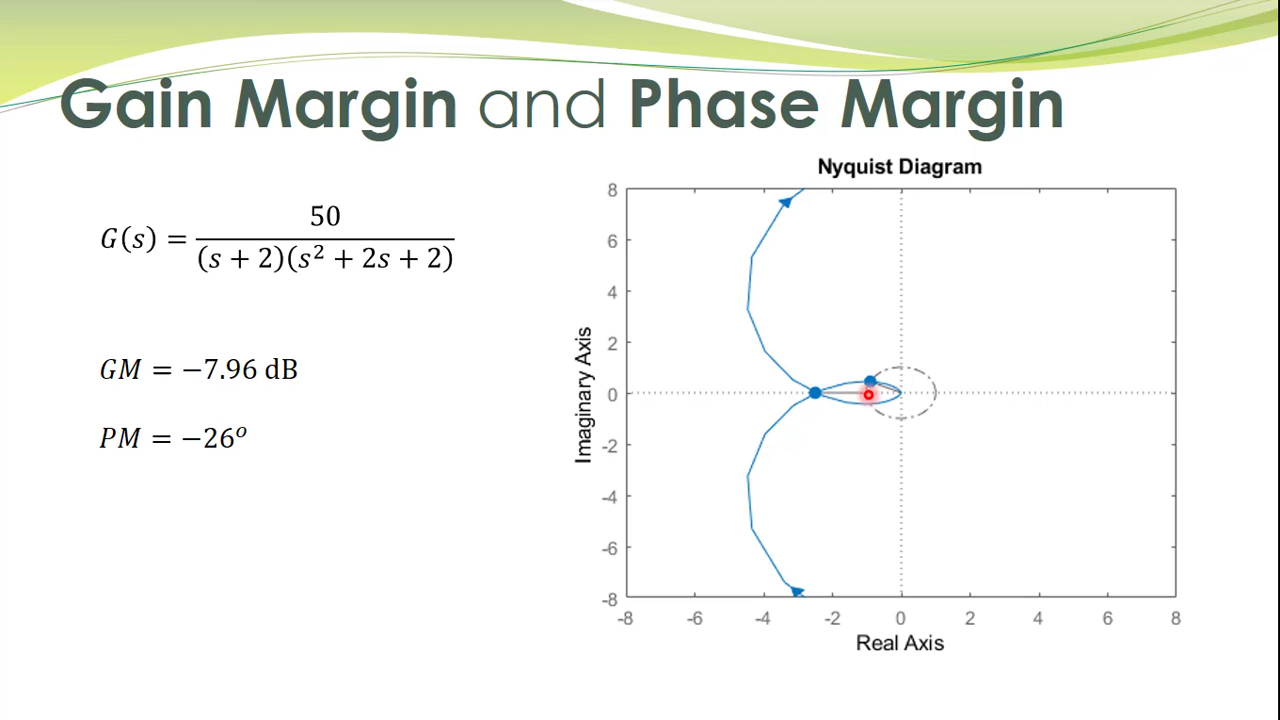 Gain Margin and Phase Margin
G(s) = 50 / (s + 2)(s² + 2s + 2)
GM = −7.96 dB
PM = −26ᵒ
Nyquist Diagram
Imaginary Axis
8
6
4
2
0
-2
-4
-6
-8
-8 -6 -4 -2 0 2 4 6 8
Real Axis